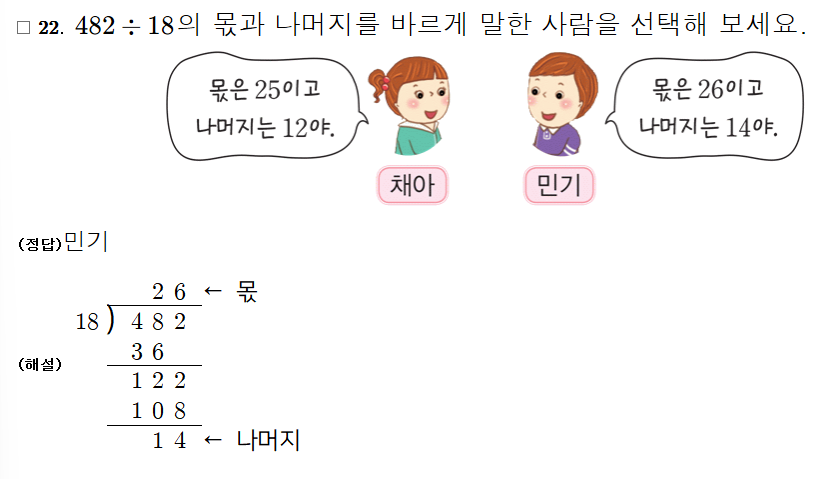 □ 22. 482÷18의 몫과 나머지를 바르게 말한 사람을 선택해 보세요.
몫은 25이고
나머지는 12야.
채아
몫은 26이고
나머지는 14야.
민기
(정답)민기
(해설)
2 6 ← 몫
18 ) 4 8 2
3 6
1 2 2
1 0 8
1 4 ← 나머지